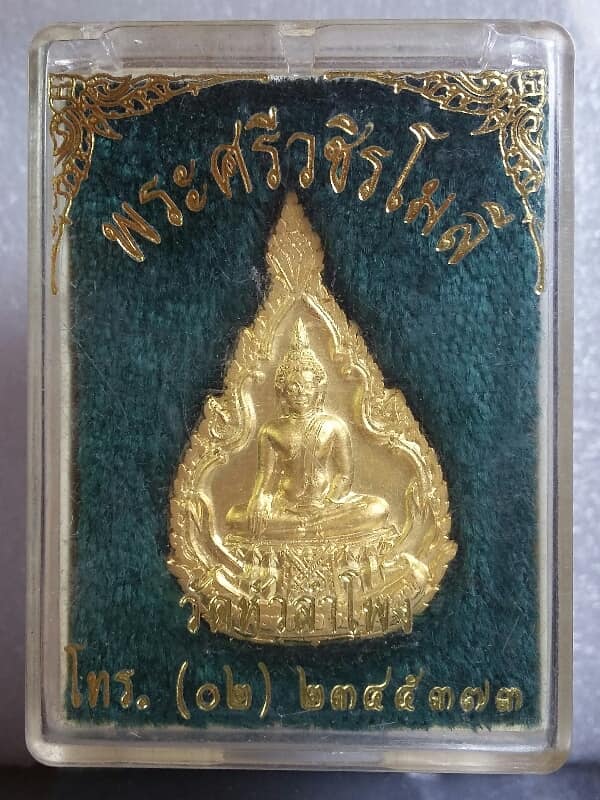 พระศรีวชิรโมลี
วัดหัวลำโพง
โทร. (๐๒) ๒๓๔๕๓๗๓